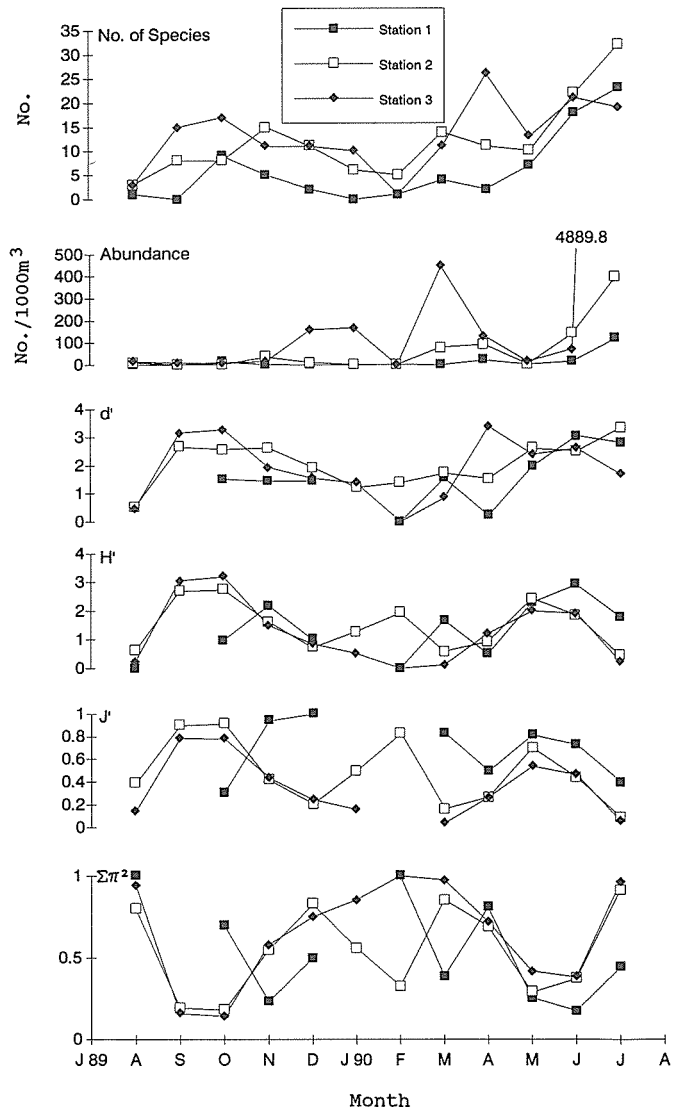 No. of Species
Station 1
Station 2
Station 3
No.
35
30
25
20
15
10
5
0
Abundance
4889.8
No./1000m³
500
400
300
200
100
0
d'
4
3
2
1
0
H'
4
3
2
1
0
J'
1
0.8
0.6
0.4
0.2
0
Σπ²
1
0.5
0
J 89 A S O N D J 90 F M A M J J A
Month